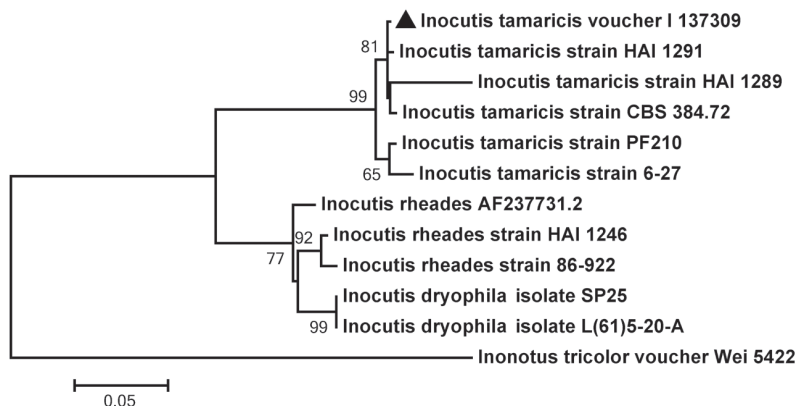 Inocutis tamaricis voucher I 137309
81
Inocutis tamaricis strain HAI 1291
Inocutis tamaricis strain HAI 1289
99
Inocutis tamaricis strain CBS 384.72
Inocutis tamaricis strain PF210
65
Inocutis tamaricis strain 6-27
Inocutis rheades AF237731.2
92
Inocutis rheades strain HAI 1246
77
Inocutis rheades strain 86-922
Inocutis dryophila isolate SP25
99
Inocutis dryophila isolate L(61)5-20-A
Inonotus tricolor voucher Wei 5422
0.05